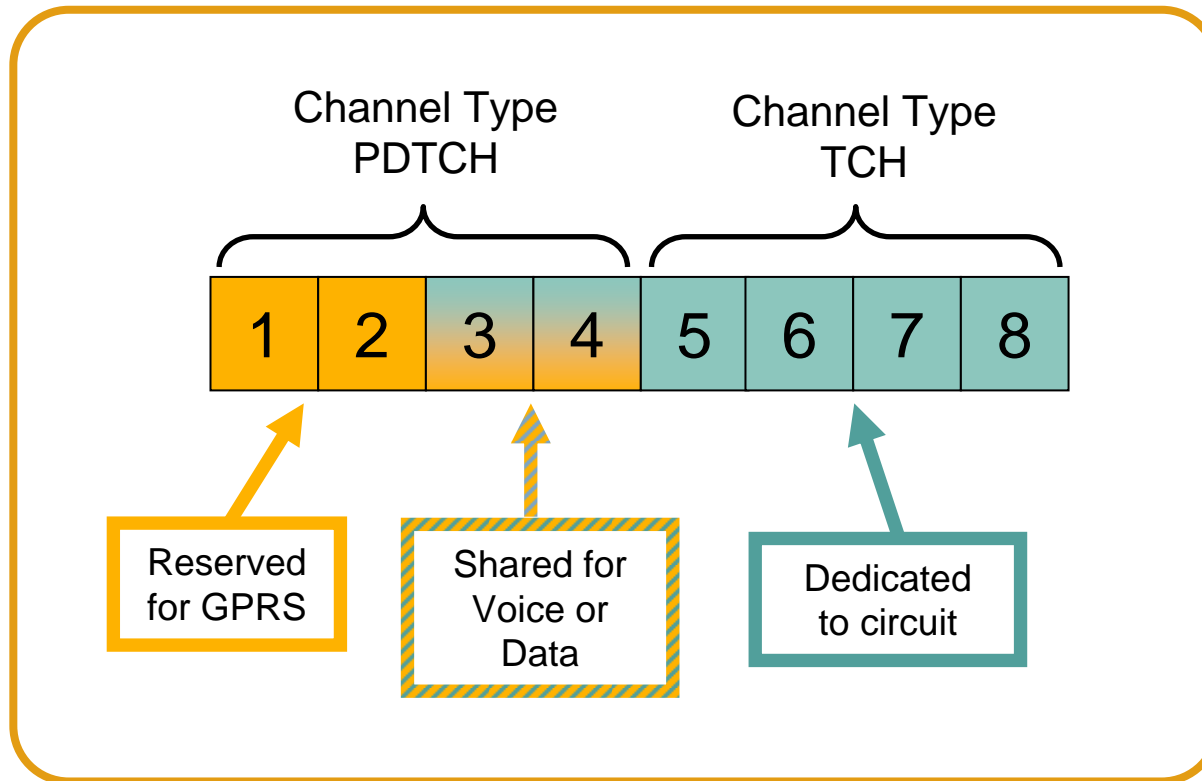 Channel Type
PDTCH
Channel Type
TCH
1 2 3 4 5 6 7 8
Reserved
for GPRS
Shared for
Voice or
Data
Dedicated
to circuit